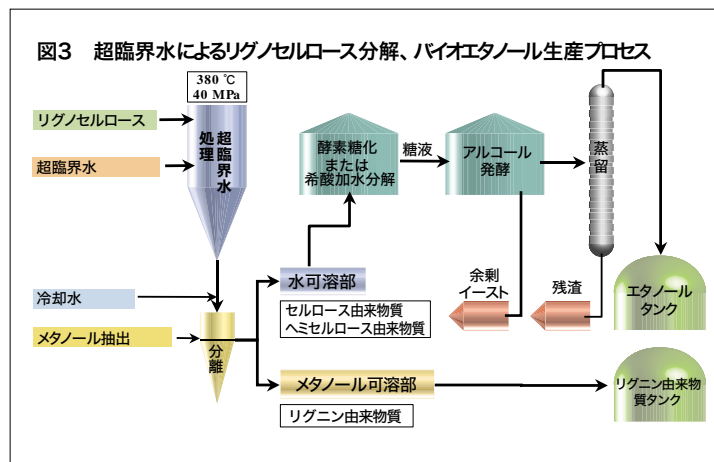 図3 超臨界水によるリグノセルロース分解、バイオエタノール生産プロセス
380 ℃
40 MPa
リグノセルロース
超臨界水
超臨界水
処理
冷却水
メタノール抽出
分離
水可溶部
セルロース由来物質
ヘミセルロース由来物質
メタノール可溶部
リグニン由来物質
酵素糖化
または
希酸加水分解
糖液
アルコール
発酵
余剰
イースト
蒸留
残渣
エタノール
タンク
リグニン由来物
質タンク